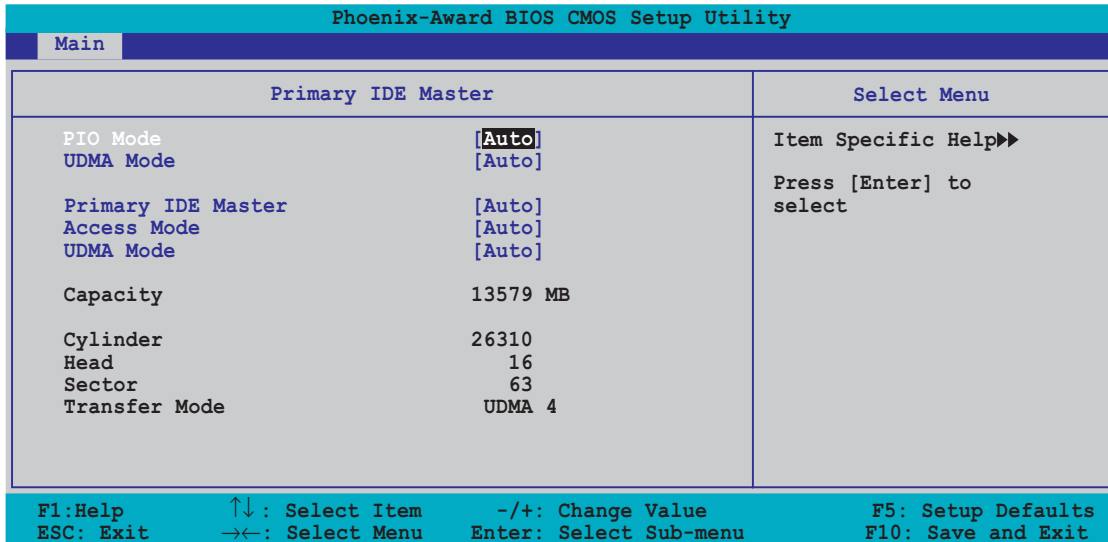 Phoenix-Award BIOS CMOS Setup Utility
Main
Primary IDE Master
Select Menu
PIO Mode [Auto]
UDMA Mode [Auto]
Primary IDE Master [Auto]
Access Mode [Auto]
UDMA Mode [Auto]
Capacity 13579 MB
Cylinder 26310
Head 16
Sector 63
Transfer Mode UDMA 4
Item Specific Help▶▶
Press [Enter] to
select
F1:Help ↑↓: Select Item -/+: Change Value F5: Setup Defaults
ESC: Exit →←: Select Menu Enter: Select Sub-menu F10: Save and Exit